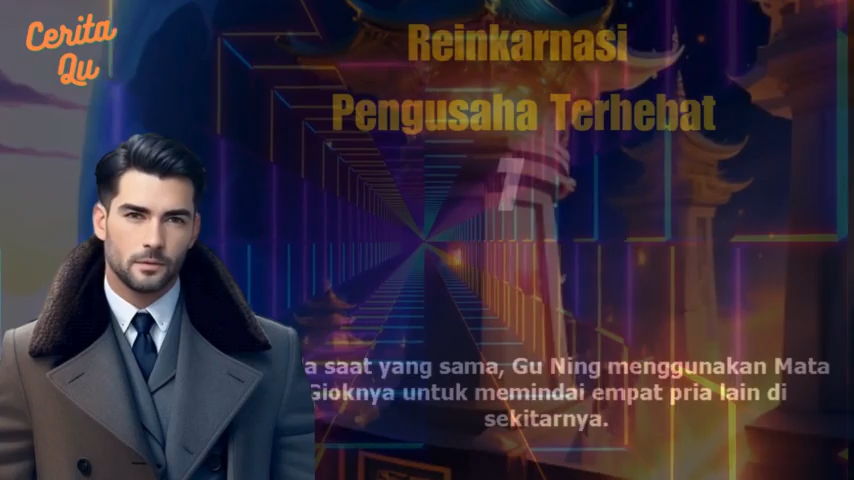 Cerita
Qu
Reinkarnasi
Pengusaha Terhebat
1
saat yang sama, Gu Ning menggunakan Mata
Gioknya untuk memindai empat pria lain di
sekitarnya.